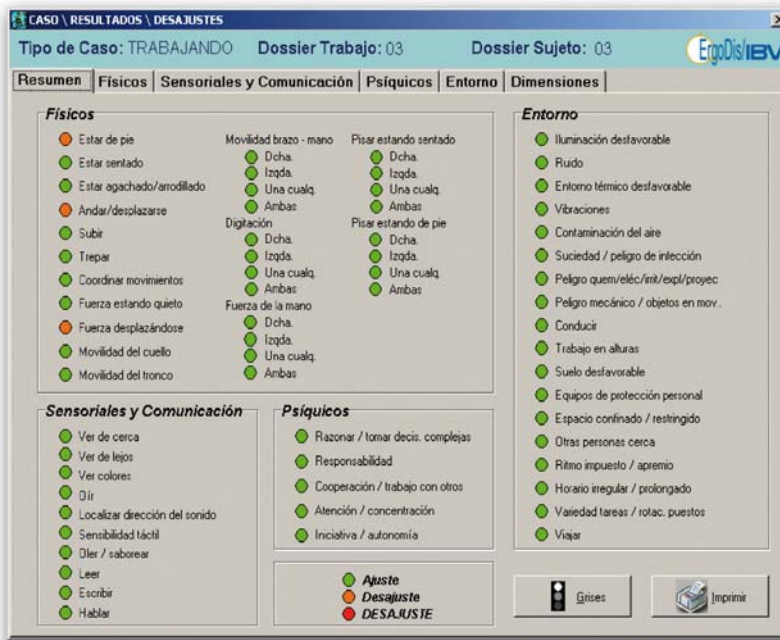 CASO \ RESULTADOS \ DESAJUSTES
Tipo de Caso: TRABAJANDO Dossier Trabajo: 03 Dossier Sujeto: 03
ErgoDis/IBV
Resumen Físicos Sensoriales y Comunicación Psíquicos Entorno Dimensiones
Físicos
Estar de pie
Estar sentado
Estar agachado/arrodillado
Andar/desplazarse
Subir
Trepar
Coordinar movimientos
Fuerza estando quieto
Fuerza desplazándose
Movilidad del cuello
Movilidad del tronco
Movilidad brazo - mano
Dcha.
Izqda.
Una cualq.
Ambas
Digitación
Dcha.
Izqda.
Una cualq.
Ambas
Fuerza de la mano
Dcha.
Izqda.
Una cualq.
Ambas
Pisar estando sentado
Dcha.
Izqda.
Una cualq.
Ambas
Pisar estando de pie
Dcha.
Izqda.
Una cualq.
Ambas
Entorno
Iluminación desfavorable
Ruido
Entorno térmico desfavorable
Vibraciones
Contaminación del aire
Suciedad / peligro de infección
Peligro quem/eléc/irrit/expl/proyec
Peligro mecánico / objetos en mov..
Conducir
Trabajo en alturas
Suelo desfavorable
Equipos de protección personal
Espacio confinado / restringido
Otras personas cerca
Ritmo impuesto / apremio
Horario irregular / prolongado
Variedad tareas / rotac. puestos
Viajar
Sensoriales y Comunicación
Ver de cerca
Ver de lejos
Ver colores
Oír
Localizar dirección del sonido
Sensibilidad táctil
Oler / saborear
Leer
Escribir
Hablar
Psíquicos
Razonar / tomar decis. complejas
Responsabilidad
Cooperación / trabajo con otros
Atención / concentración
Iniciativa / autonomía
Ajuste
Desajuste
DESAJUSTE
Grises
Imprimir